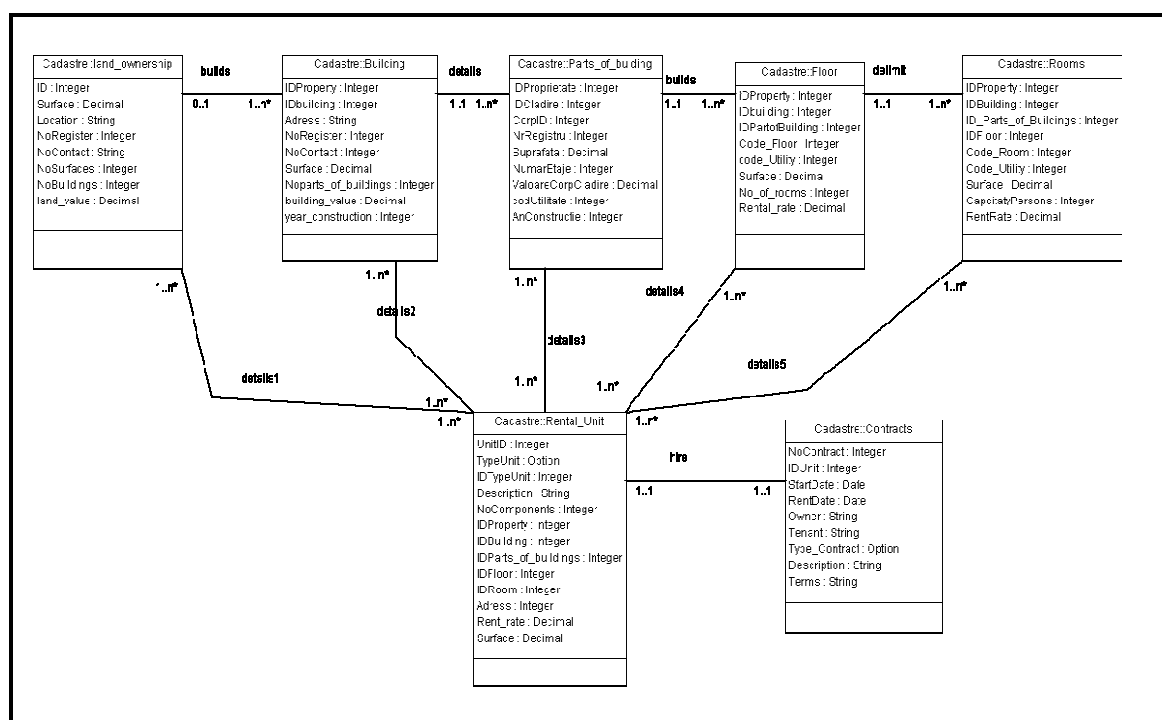 Cadastre::land_ownership
ID : Integer
Surface : Decimal
Location : String
NoRegister : Integer
NoContact : String
NoSurfaces : Integer
NoBuildings : Integer
land_value : Decimal
builds
0..1
1..n*
Cadastre::Building
IDProperty : Integer
IDbuilding : Integer
Adress : String
NoRegister : Integer
NoContact : Integer
Surface : Decimal
Noparts_of_buildings : Integer
building_value : Decimal
year_construction : Integer
details
1..1
1..n*
Cadastre::Parts_of_buiding
DProprietate : Integer
DCladire : Integer
CorpID : Integer
NrRegistru : Integer
Suprafata : Decimal
NumarEtaje : Integer
ValoareCorpCladire : Decimal
codUtilitate : Integer
AnConstructie : Integer
builds
1..1
1..n*
Cadastre::Floor
IDProperty : Integer
IDbuilding : Integer
IDPartofBuilding : Integer
Code_Floor : Integer
code_Utility : Integer
Surface : Decimal
No_of_rooms : Integer
Rental_rate : Decimal
delimit
1..1
1..n*
Cadastre::Rooms
IDProperty : Integer
IDBuilding : Integer
ID_Parts_of_Buildings : Integer
IDFloor : Integer
Code_Room : Integer
Code_Utility : Integer
Surface : Decimal
CapcitatyPersons : Integer
RentRate : Decimal
1..n*
details1
1..n*
1..n*
details2
1..n*
1..n*
details3
1..n*
details4
1..n*
1..n*
1..n*
details5
1..n*
Cadastre::Rental_Unit
UnitID : Integer
TypeUnit : Option
IDTypeUnit : Integer
Description : String
NoComponents : Integer
IDProperty : Integer
IDBuilding : Integer
IDParts_of_buildings : Integer
IDFloor : Integer
IDRoom : Integer
Adress : Integer
Rent_rate : Decimal
Surface : Decimal
hire
1..1
1..1
Cadastre::Contracts
NoContract : Integer
IDUnit : Integer
StartDate : Date
RentDate : Date
Owner : String
Tenant : String
Type_Contract : Option
Description : String
Terms : String